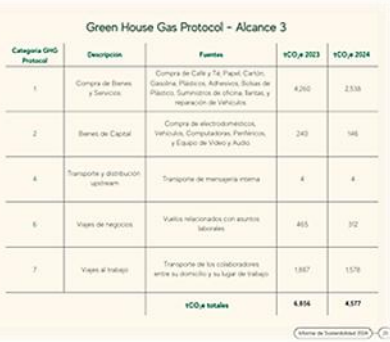 Green House Gas Protocol - Alcance 3
Categoría GHG
Protocol
Descripción
Fuentes
tCO₂e 2023
tCO₂e 2024
1
Compra de Bienes
y Servicios
Compra de Café y Té, Papel, Cartón,
Gasolina, Plásticos, Adhesivos, Bolsas de
Plástico, Suministros de oficina, llantas, y
reparación de Vehículos
4,260
2,538
2
Bienes de Capital
Compra de electrodomésticos,
Vehículos, Computadoras, Periféricos,
y Equipo de Video y Audio
240
146
4
Transporte y distribución
upstream
Transporte de mensajería interna
4
4
6
Viajes de negocios
Vuelos relacionados con asuntos
laborales
465
312
7
Viajes al trabajo
Transporte de los colaboradores
entre su domicilio y su lugar de trabajo
1,887
1,578
tCO₂e totales
6,856
4,577
Informe de Sostenibilidad 2024